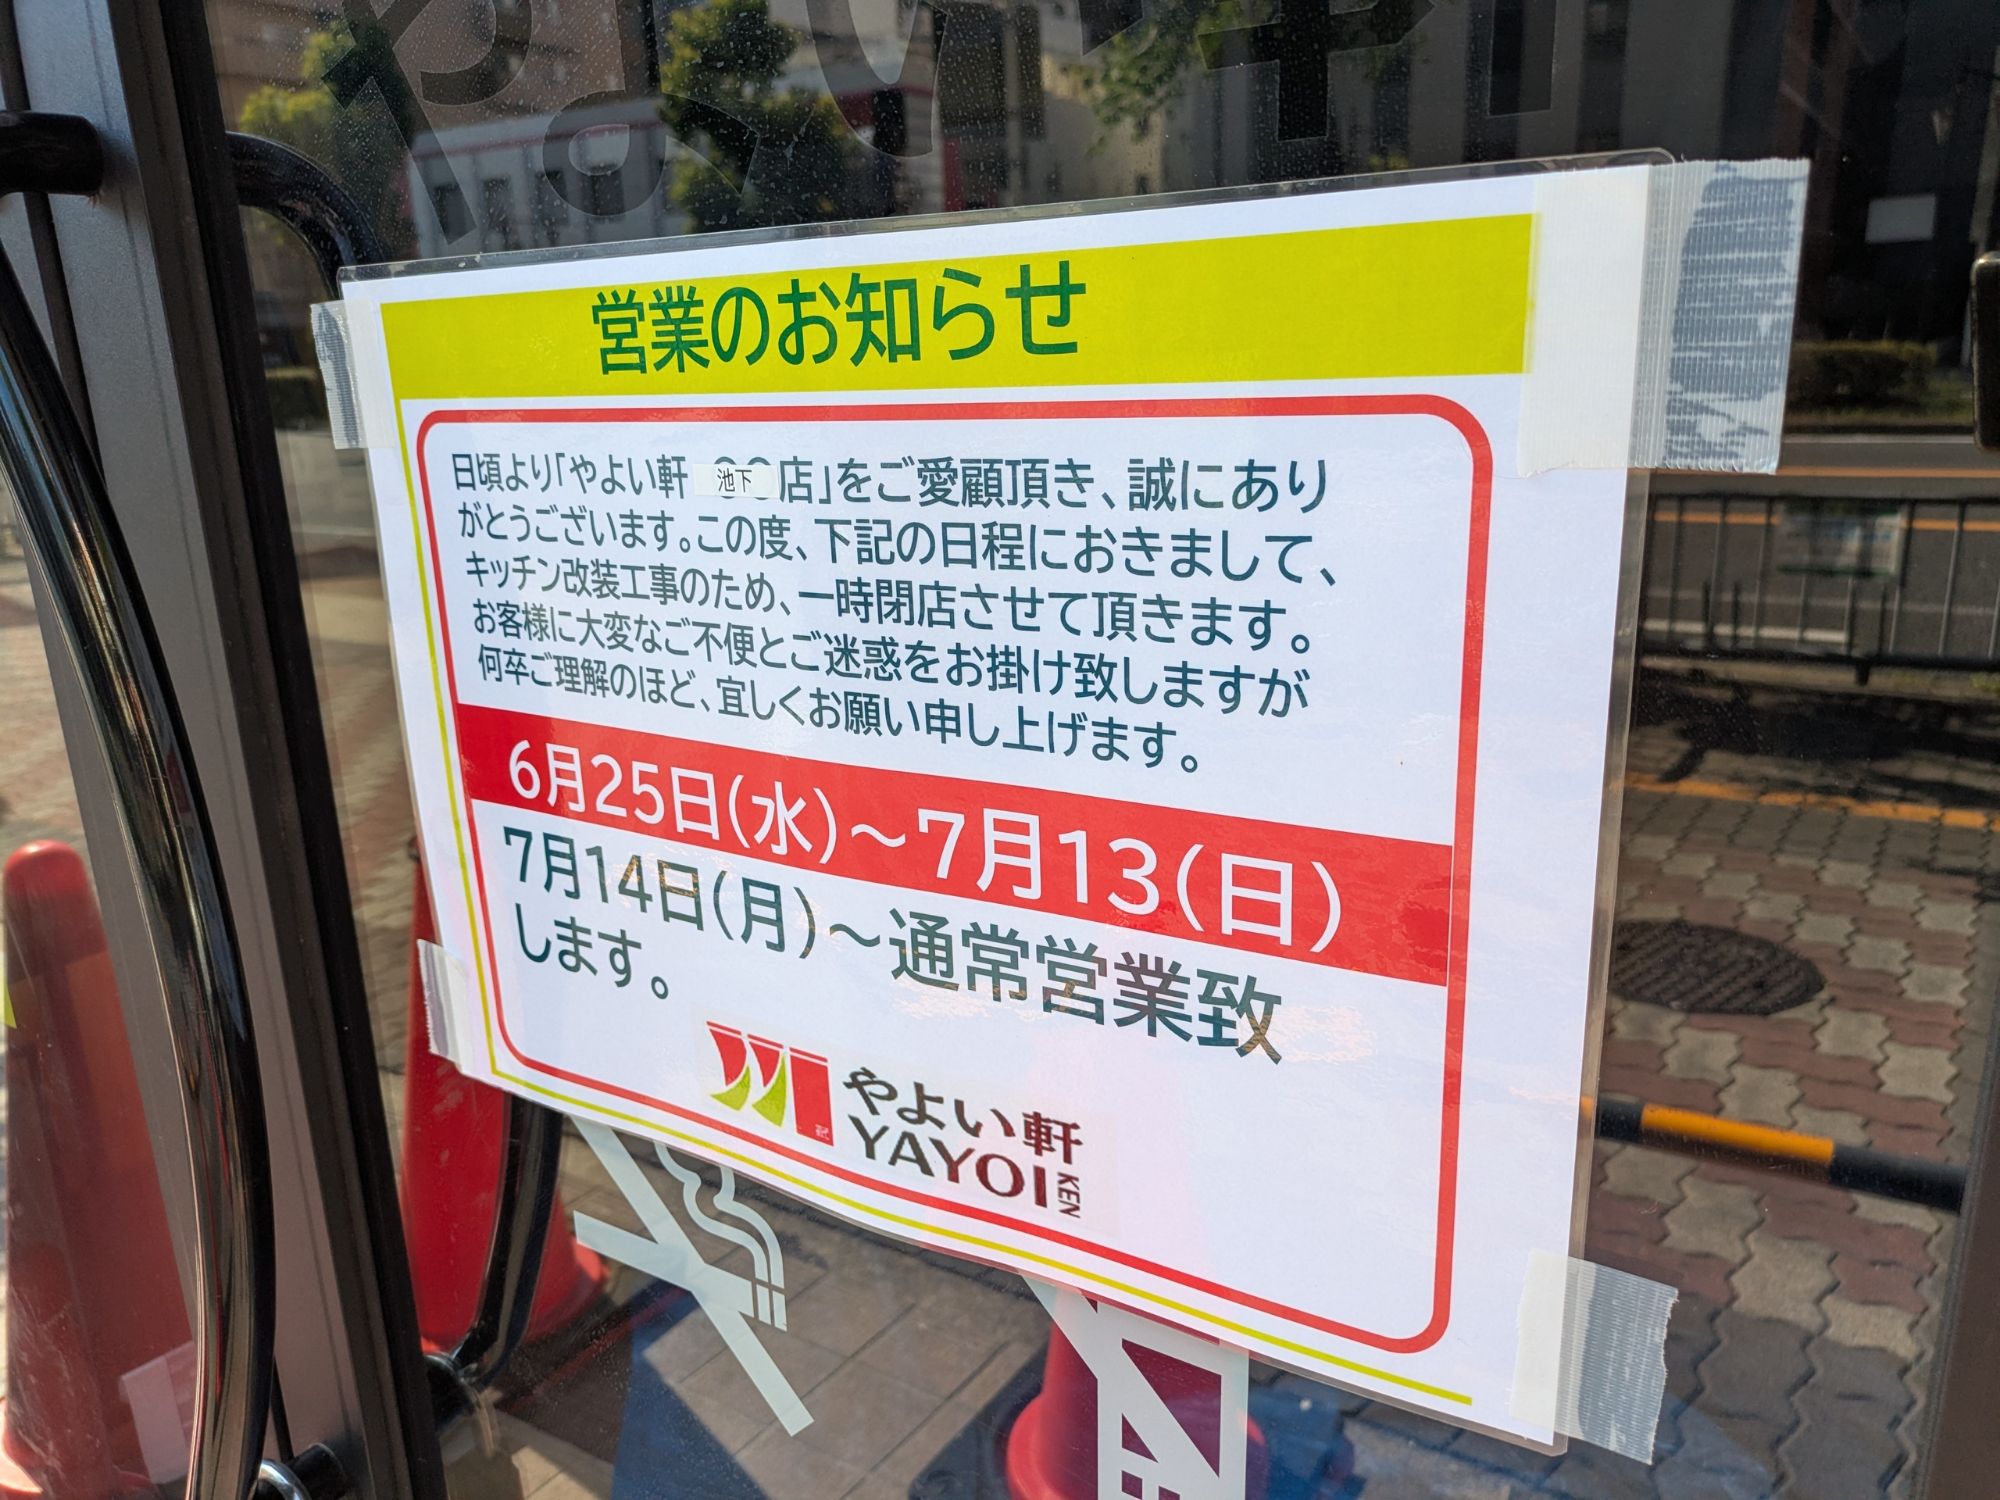 営業のお知らせ
日頃より「やよい軒 池下店」をご愛顧頂き、誠にあり
がとうございます。この度、下記の日程におきまして、
キッチン改装工事のため、一時閉店させて頂きます。
お客様に大変なご不便とご迷惑をお掛け致しますが
何卒ご理解のほど、宜しくお願い申し上げます。
6月25日(水)～7月13(日)
7月14日(月)～通常営業致
します。
やよい軒
YAYOI
KEN